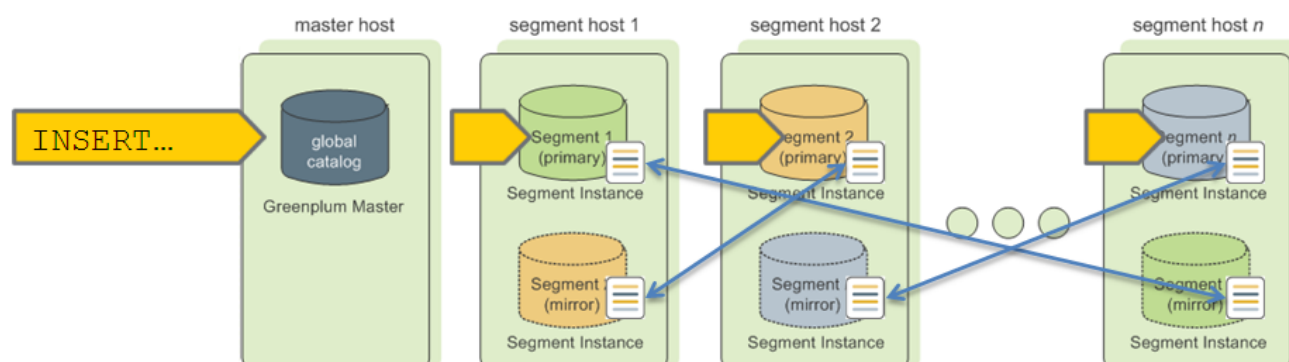 master host
segment host 1
segment host 2
segment host n
INSERT…
global
catalog
Greenplum Master
Segment 1
(primary)
Segment Instance
segment 2
(primary)
Segment Instance
segment n
(primary)
Segment Instance
Segment
(mirror)
Segment Instance
Segment
(mirror)
Segment Instance
Segment
(mirror)
Segment Instance